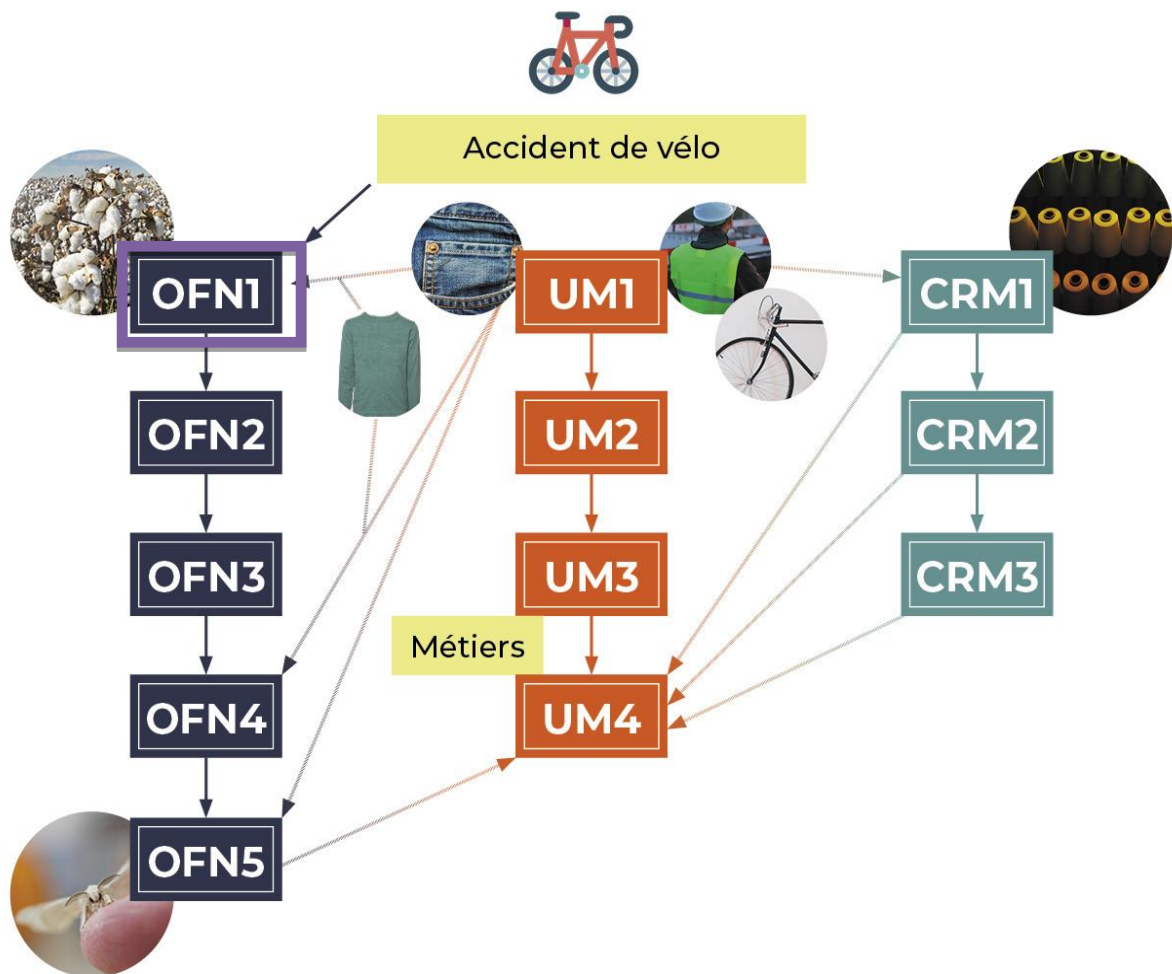 Accident de vélo
OFN1
UM1
CRM1
OFN2
UM2
CRM2
OFN3
UM3
CRM3
Métiers
OFN4
UM4
OFN5